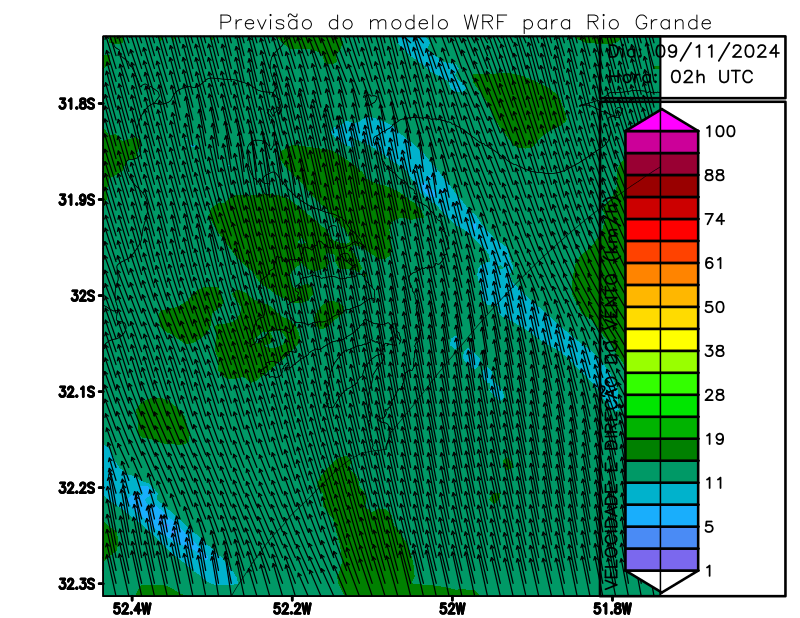 Previsão do modelo WRF para Rio Grande
Dia: 09/11/2024
Hora: 02h UTC
31.8S
31.9S
32S
32.1S
32.2S
32.3S
52.4W
52.2W
52W
51.8W
VELOCIDADE E DIREÇÃO DO VENTO (km/h)
100
88
74
61
50
38
28
19
11
5
1